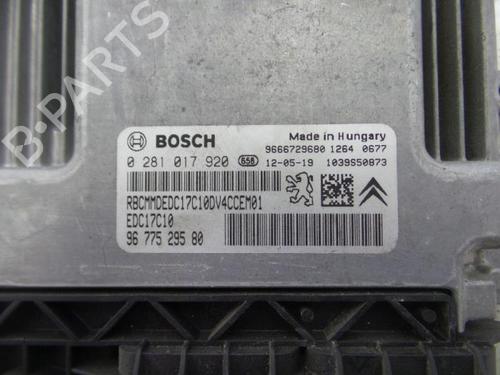 B-PARTS
BOSCH
Made in Hungary
0 281 017 920 658
9666729680 1264 0677
12-05-19 1039S50873
RBCMMDEDC17C10DV4CCEM01
EDC17C10
96 775 295 80